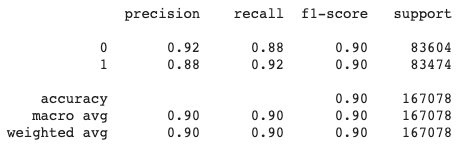 precision recall f1-score support
0 0.92 0.88 0.90 83604
1 0.88 0.92 0.90 83474
accuracy 0.90 167078
macro avg 0.90 0.90 0.90 167078
weighted avg 0.90 0.90 0.90 167078